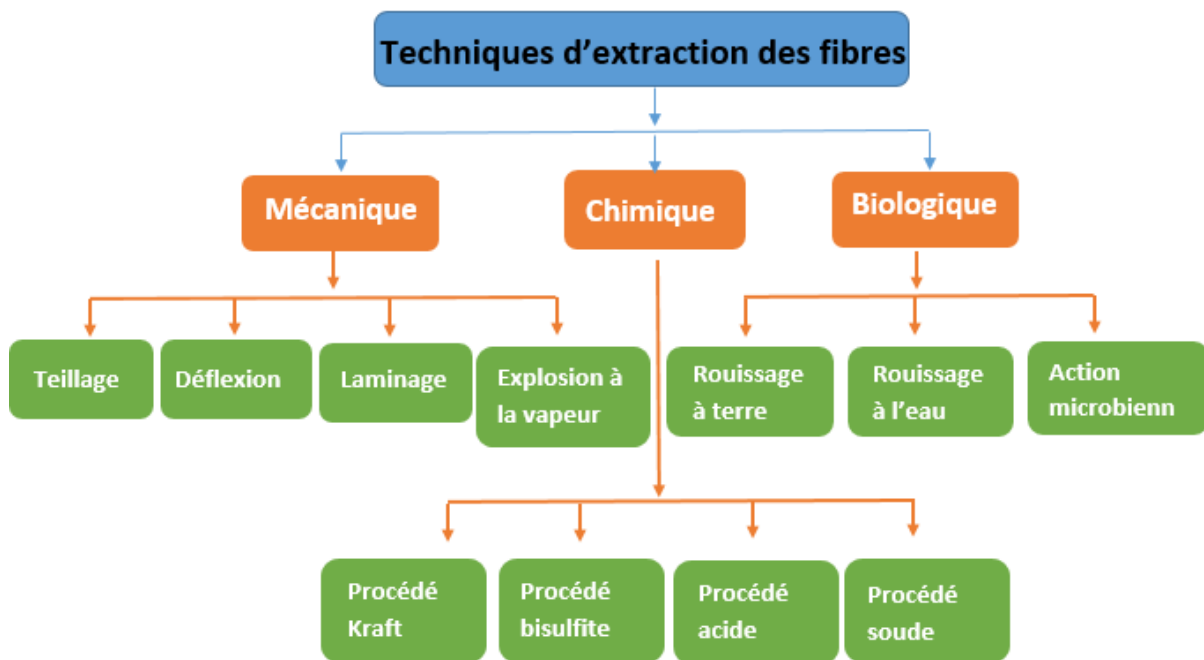 Techniques d'extraction des fibres
Mécanique
Chimique
Biologique
Teillage
Déflexion
Laminage
Explosion à
la vapeur
Rouissage
à terre
Rouissage
à l'eau
Action
microbienn
Procédé
Kraft
Procédé
bisulfite
Procédé
acide
Procédé
soude